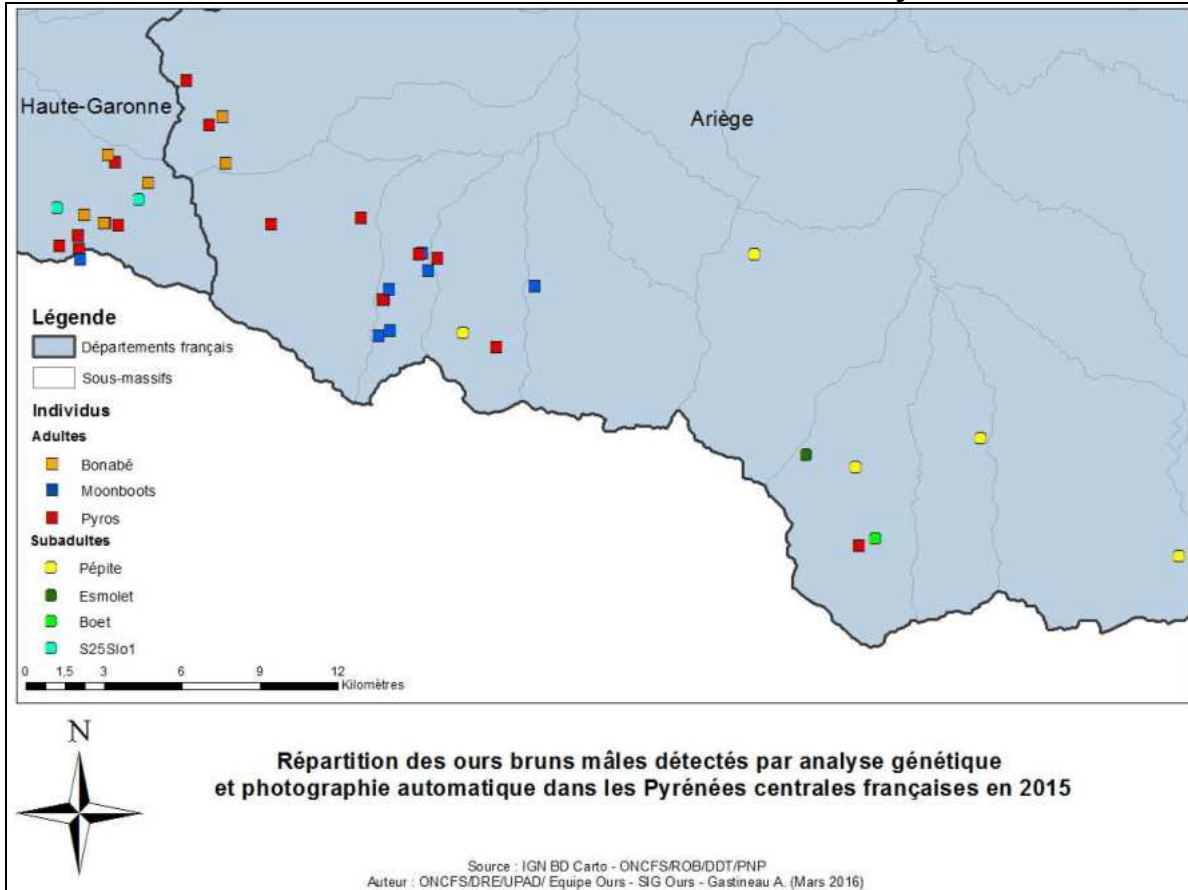 Haute-Garonne
Ariège
Légende
Départements français
Sous-massifs
Individus
Adultes
Bonabé
Moonboots
Pyros
Subadultes
Pépite
Esmolet
Boet
S25Slo1
0 1,5 3 6 9 12
Kilomètres
N
Répartition des ours bruns mâles détectés par analyse génétique
et photographie automatique dans les Pyrénées centrales françaises en 2015
Source : IGN BD Carto - ONCFS/ROB/DDT/PNP
Auteur : ONCFS/DRE/UPAD/ Equipe Ours - SIG Ours - Gastineau A. (Mars 2016)